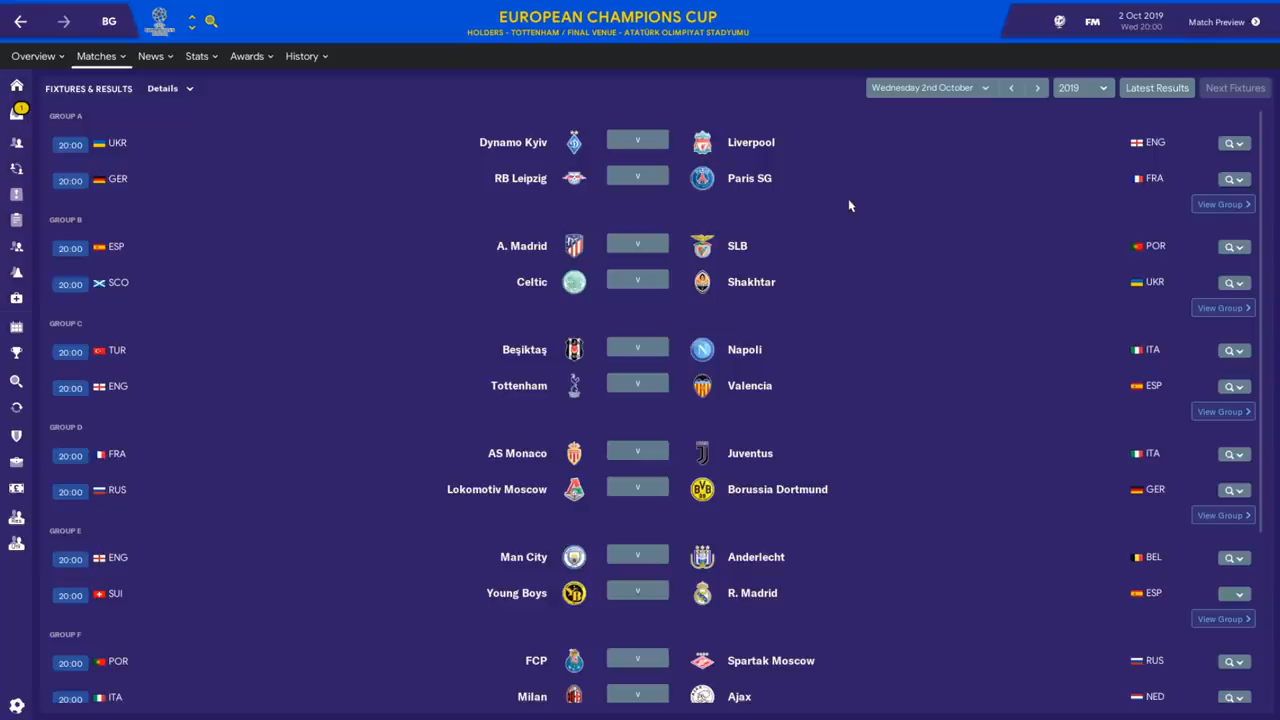 BG
EUROPEAN CHAMPIONS CUP
HOLDERS - TOTTENHAM / FINAL VENUE - ATATÜRK OLIMPIYAT STADYUMU
FM
2 Oct 2019
Wed 20:00
Match Preview
Overview Matches News Stats Awards History
1
FIXTURES & RESULTS Details Wednesday 2nd October 2019 Latest Results Next Fixtures
GROUP A
20:00 UKR Dynamo Kyiv v Liverpool ENG
20:00 GER RB Leipzig v Paris SG FRA
View Group
GROUP B
20:00 ESP A. Madrid v SLB POR
20:00 SCO Celtic v Shakhtar UKR
View Group
GROUP C
20:00 TUR Beşiktaş v Napoli ITA
20:00 ENG Tottenham v Valencia ESP
View Group
GROUP D
20:00 FRA AS Monaco v Juventus ITA
20:00 RUS Lokomotiv Moscow v Borussia Dortmund GER
View Group
GROUP E
20:00 ENG Man City v Anderlecht BEL
20:00 SUI Young Boys v R. Madrid ESP
View Group
GROUP F
20:00 POR FCP v Spartak Moscow RUS
20:00 ITA Milan v Ajax NED